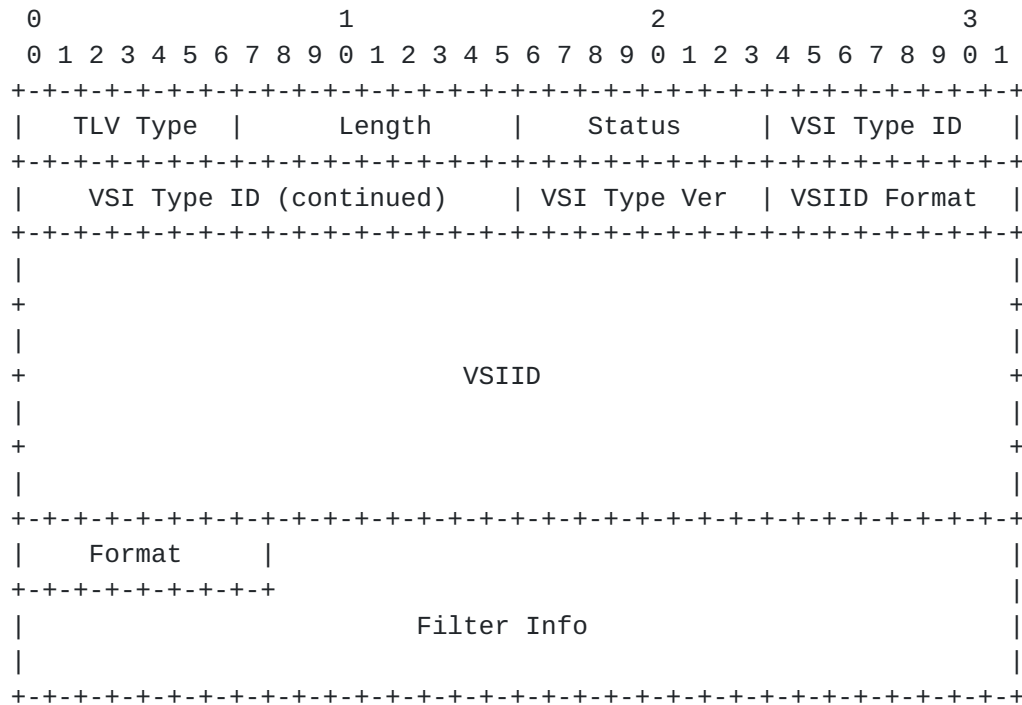 0                   1                   2                   3
 0 1 2 3 4 5 6 7 8 9 0 1 2 3 4 5 6 7 8 9 0 1 2 3 4 5 6 7 8 9 0 1
+-+-+-+-+-+-+-+-+-+-+-+-+-+-+-+-+-+-+-+-+-+-+-+-+-+-+-+-+-+-+-+-+
|   TLV Type  |      Length     |    Status     | VSI Type ID   |
+-+-+-+-+-+-+-+-+-+-+-+-+-+-+-+-+-+-+-+-+-+-+-+-+-+-+-+-+-+-+-+-+
|    VSI Type ID (continued)    | VSI Type Ver  | VSIID Format  |
+-+-+-+-+-+-+-+-+-+-+-+-+-+-+-+-+-+-+-+-+-+-+-+-+-+-+-+-+-+-+-+-+
|                                                               |
+                                                               +
|                                                               |
+                            VSIID                              +
|                                                               |
+                                                               +
|                                                               |
+-+-+-+-+-+-+-+-+-+-+-+-+-+-+-+-+-+-+-+-+-+-+-+-+-+-+-+-+-+-+-+-+
|    Format     |                                               |
+-+-+-+-+-+-+-+-+                                               |
|                         Filter Info                           |
|                                                               |
+-+-+-+-+-+-+-+-+-+-+-+-+-+-+-+-+-+-+-+-+-+-+-+-+-+-+-+-+-+-+-+-+